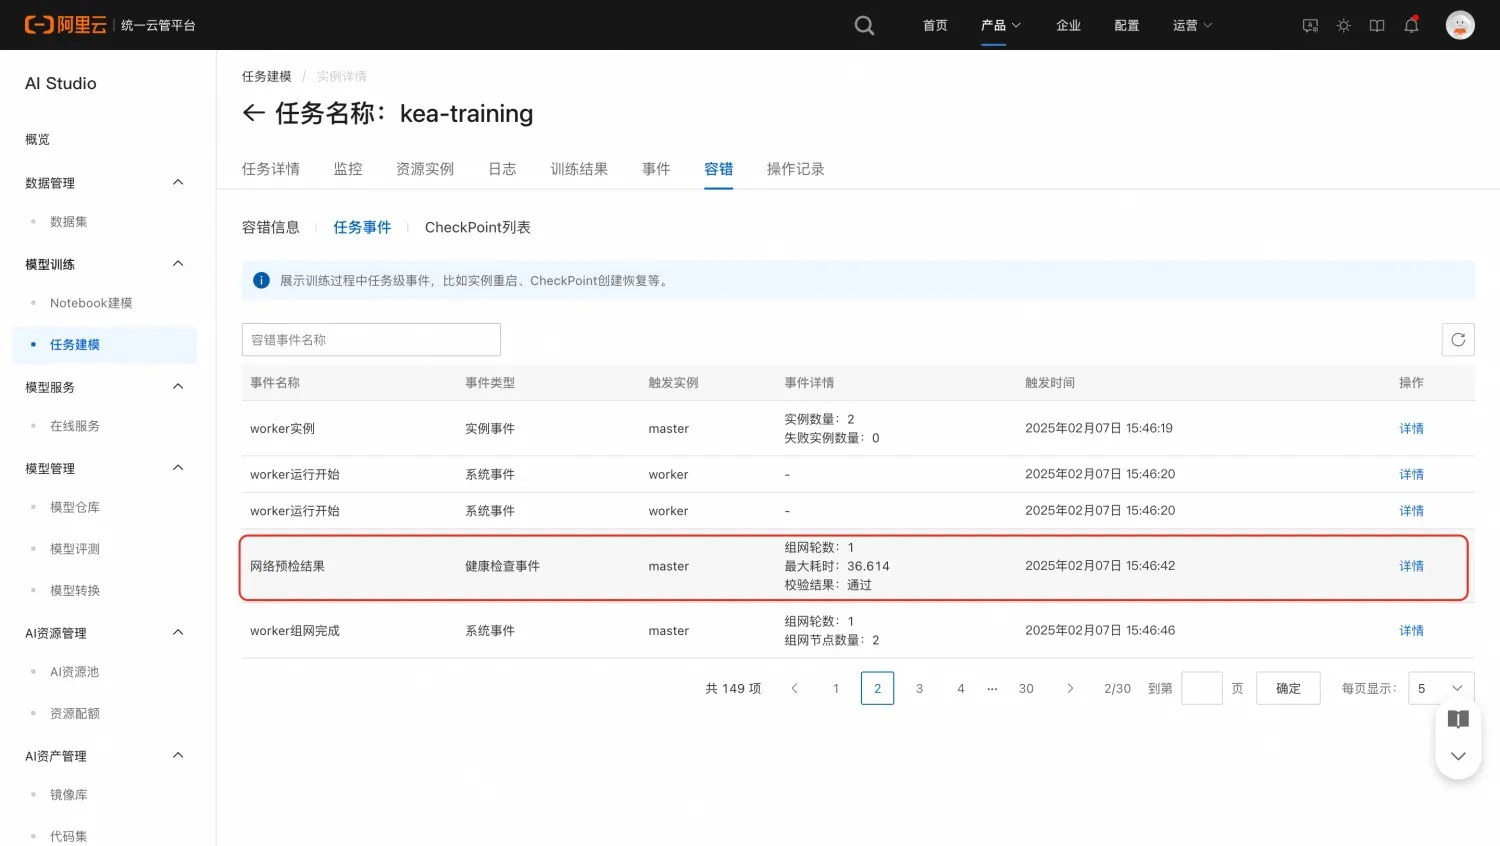 阿里云 统一云管平台 首页 产品 企业 配置 运营
AI Studio
概览
数据管理
数据集
模型训练
Notebook建模
任务建模
模型服务
在线服务
模型管理
模型仓库
模型评测
模型转换
AI资源管理
AI资源池
资源配额
AI资产管理
镜像库
代码集
任务建模 / 实例详情
← 任务名称：kea-training
任务详情 监控 资源实例 日志 训练结果 事件 容错 操作记录
容错信息 任务事件 CheckPoint列表
展示训练过程中任务级事件，比如实例重启、CheckPoint创建恢复等。
容错事件名称
事件名称 事件类型 触发实例 事件详情 触发时间 操作
worker实例 实例事件 master 实例数量：2 2025年02月07日 15:46:19 详情
失败实例数量：0
worker运行开始 系统事件 worker - 2025年02月07日 15:46:20 详情
worker运行开始 系统事件 worker - 2025年02月07日 15:46:20 详情
网络预检结果 健康检查事件 master 组网轮数：1 2025年02月07日 15:46:42 详情
最大耗时：36.614
校验结果：通过
worker组网完成 系统事件 master 组网轮数：1 2025年02月07日 15:46:46 详情
组网节点数量：2
共 149 项 1 2 3 4 ··· 30 2/30 到第 页 确定 每页显示： 5